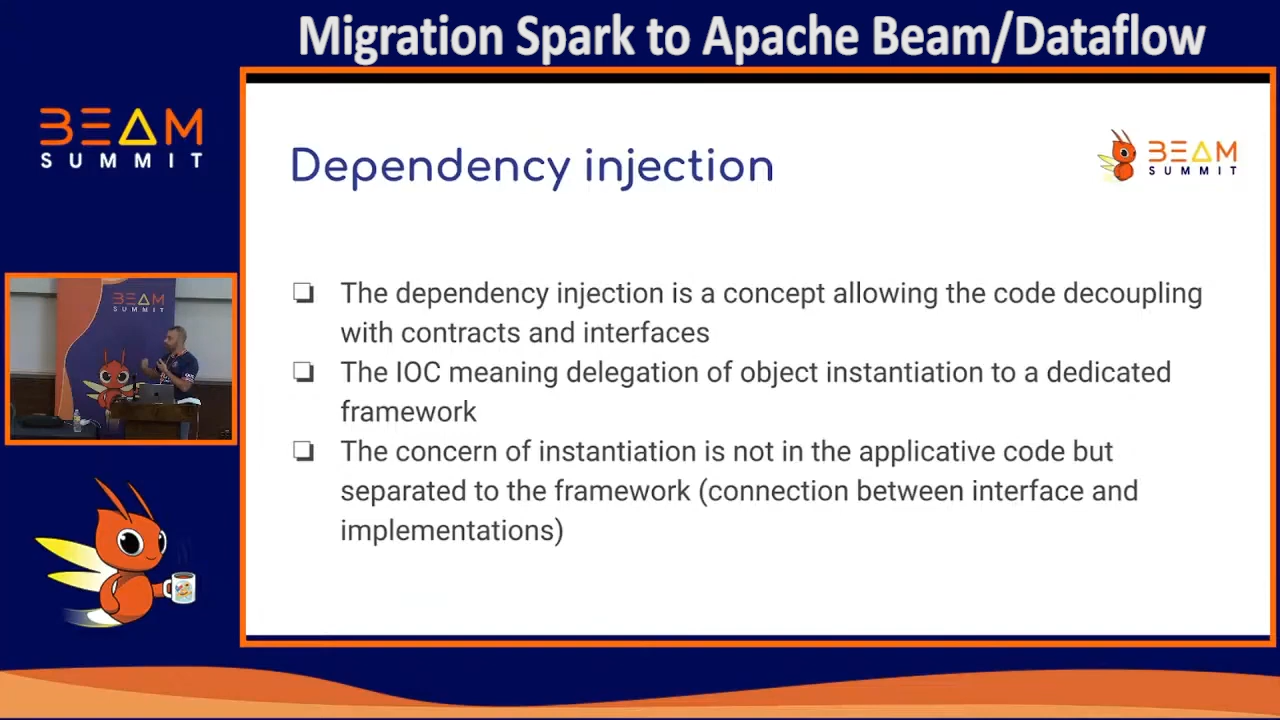 Migration Spark to Apache Beam/Dataflow
BEAM
SUMMIT
Dependency injection
BEAM
SUMMIT
The dependency injection is a concept allowing the code decoupling
with contracts and interfaces
The IOC meaning delegation of object instantiation to a dedicated
framework
The concern of instantiation is not in the applicative code but
separated to the framework (connection between interface and
implementations)
BEAM
SUMMIT